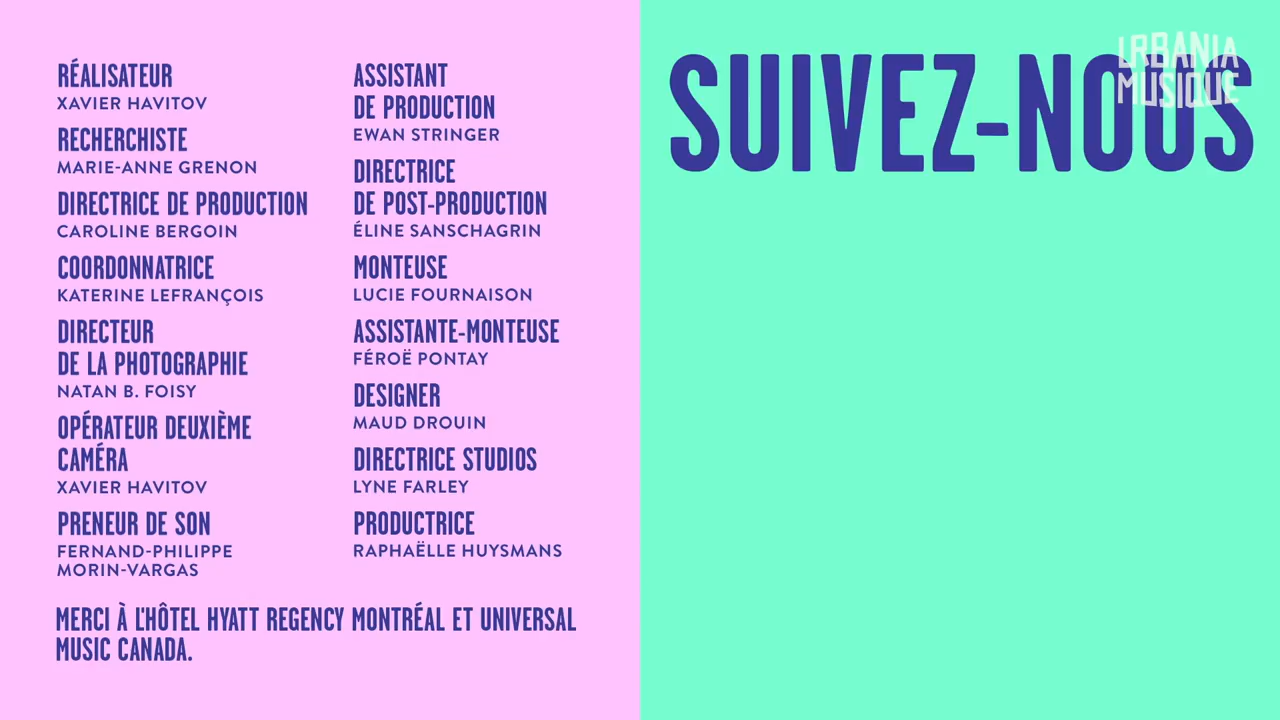 RÉALISATEUR
XAVIER HAVITOV
RECHERCHISTE
MARIE-ANNE GRENON
DIRECTRICE DE PRODUCTION
CAROLINE BERGOIN
COORDONNATRICE
KATERINE LEFRANÇOIS
DIRECTEUR
DE LA PHOTOGRAPHIE
NATAN B. FOISY
OPÉRATEUR DEUXIÈME
CAMÉRA
XAVIER HAVITOV
PRENEUR DE SON
FERNAND-PHILIPPE
MORIN-VARGAS
ASSISTANT
DE PRODUCTION
EWAN STRINGER
DIRECTRICE
DE POST-PRODUCTION
ÉLINE SANSCHAGRIN
MONTEUSE
LUCIE FOURNAISON
ASSISTANTE-MONTEUSE
FÉROË PONTAY
DESIGNER
MAUD DROUIN
DIRECTRICE STUDIOS
LYNE FARLEY
PRODUCTRICE
RAPHAËLLE HUYSMANS
MERCI À L'HÔTEL HYATT REGENCY MONTRÉAL ET UNIVERSAL
MUSIC CANADA.
SUIVEZ-NOUS
URBANIA
MUSIQUE